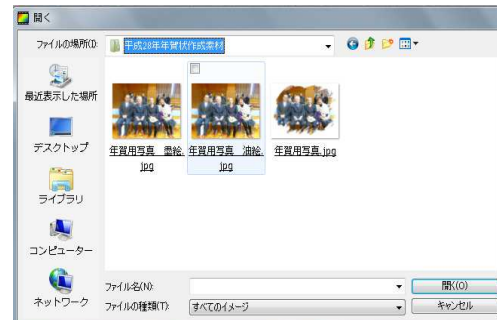 開く
ファイルの場所(I):
平成28年年賀状作成素材
最近表示した場所
デスクトップ
ライブラリ
コンピューター
ネットワーク
年賀用写真 墨絵.
jpg
年賀用写真 油絵.
jpg
年賀用写真.jpg
ファイル名(N):
開く(O)
ファイルの種類(T):
すべてのイメージ
キャンセル